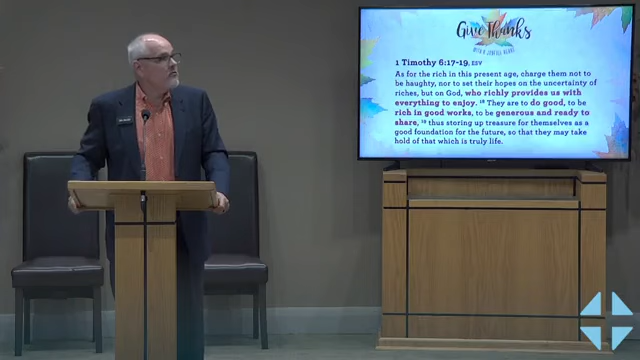 Give Thanks
WITH A JOYFUL HEART
1 Timothy 6:17-19, ESV
As for the rich in this present age, charge them not to
be haughty, nor to set their hopes on the uncertainty of
riches, but on God, who richly provides us with
everything to enjoy. 18 They are to do good, to be
rich in good works, to be generous and ready to
share, 19 thus storing up treasure for themselves as a
good foundation for the future, so that they may take
hold of that which is truly life.